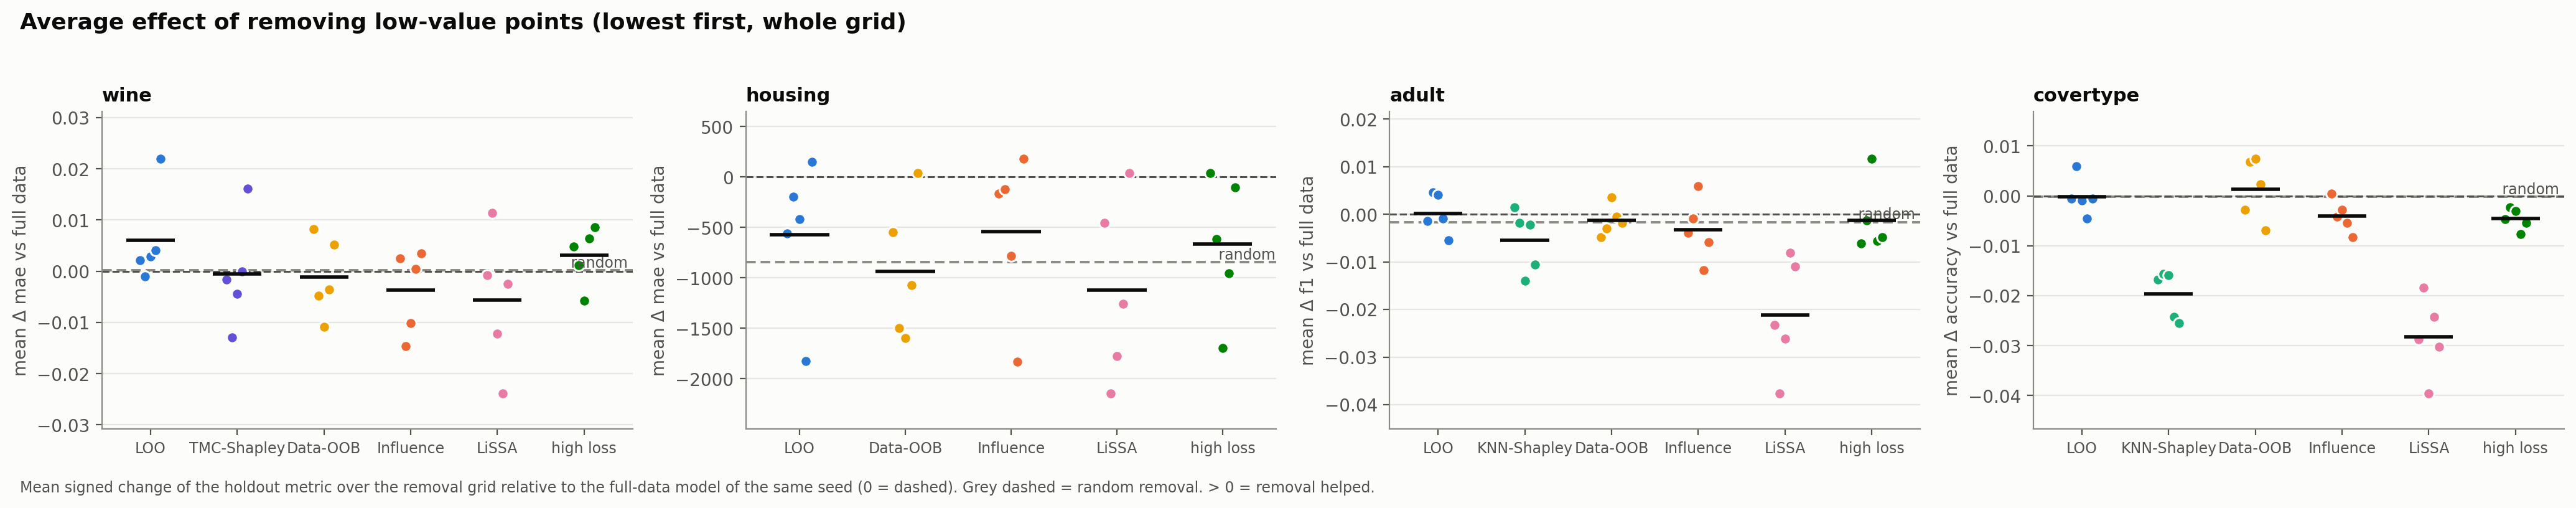 Average effect of removing low-value points (lowest first, whole grid)
wine
mean Δ mae vs full data
0.03
0.02
0.01
0.00
−0.01
−0.02
−0.03
random
LOO TMC-Shapley Data-OOB Influence LiSSA high loss
housing
mean Δ mae vs full data
500
0
−500
−1000
−1500
−2000
random
LOO Data-OOB Influence LiSSA high loss
adult
mean Δ f1 vs full data
0.02
0.01
0.00
−0.01
−0.02
−0.03
−0.04
random
LOO KNN-Shapley Data-OOB Influence LiSSA high loss
covertype
mean Δ accuracy vs full data
0.01
0.00
−0.01
−0.02
−0.03
−0.04
random
LOO KNN-Shapley Data-OOB Influence LiSSA high loss
Mean signed change of the holdout metric over the removal grid relative to the full-data model of the same seed (0 = dashed). Grey dashed = random removal. > 0 = removal helped.